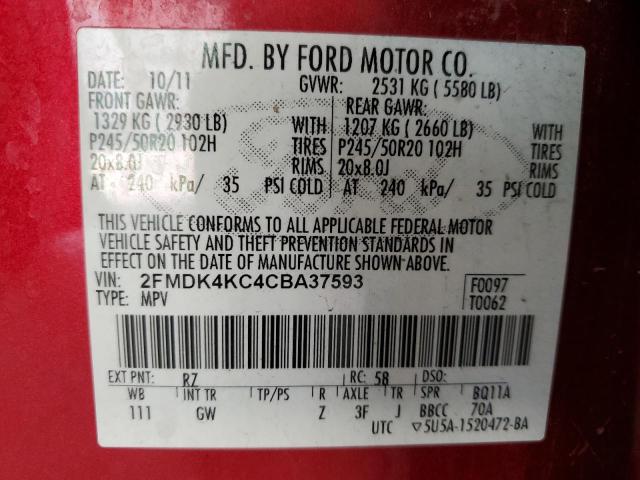 MFD. BY FORD MOTOR CO.
DATE: 10/11 GVWR: 2531 KG ( 5580 LB)
FRONT GAWR: REAR GAWR:
1329 KG ( 2930 LB) WITH 1207 KG ( 2660 LB) WITH
P245/50R20 102H TIRES P245/50R20 102H TIRES
20x8.0J RIMS 20x8.0J RIMS
AT 240 kPa/ 35 PSI COLD AT 240 kPa/ 35 PSI COLD
THIS VEHICLE CONFORMS TO ALL APPLICABLE FEDERAL MOTOR
VEHICLE SAFETY AND THEFT PREVENTION STANDARDS IN
EFFECT ON THE DATE OF MANUFACTURE SHOWN ABOVE.
VIN: 2FMDK4KC4CBA37593 F0097
TYPE: MPV T0062
EXT PNT: RZ RC: 58 DSO:
WB INT TR TP/PS R AXLE TR SPR BQ11A
111 GW Z 3F J BBCC 70A
UTC ▽5U5A-1520472-BA